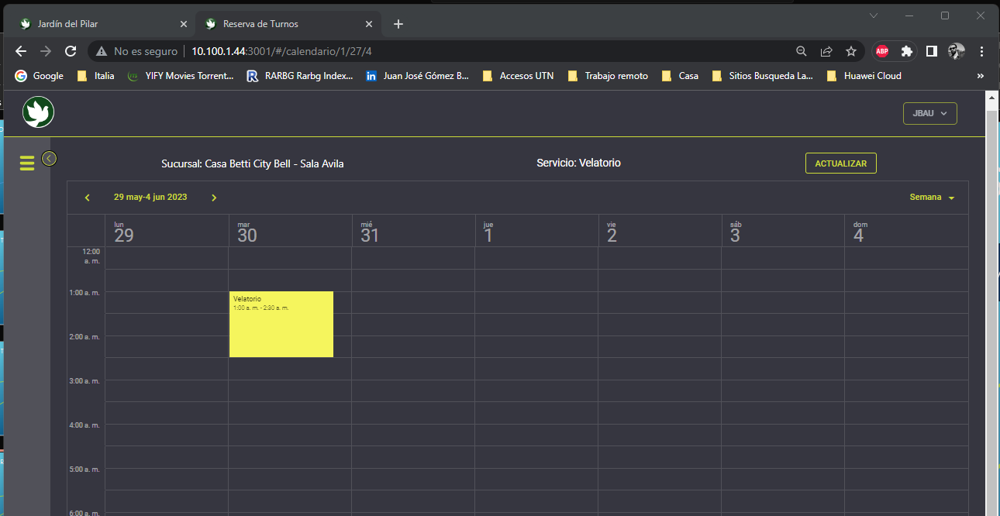 Jardín del Pilar
Reserva de Turnos
No es seguro
10.100.1.44:3001/#/calendario/1/27/4
ABP
Google
Italia
YIFY Movies Torrent...
RARBG Rarbg Index...
Juan José Gómez B...
Accesos UTN
Trabajo remoto
Casa
Sitios Busqueda La...
Huawei Cloud
»
JBAU
Sucursal: Casa Betti City Bell - Sala Avila
Servicio: Velatorio
ACTUALIZAR
29 may-4 jun 2023
Semana
lun
29
mar
30
mié
31
jue
1
vie
2
sáb
3
dom
4
12:00
a. m.
1:00 a. m.
Velatorio
1:00 a. m. - 2:30 a. m.
2:00 a. m.
3:00 a. m.
4:00 a. m.
5:00 a. m.
6:00 a. m.